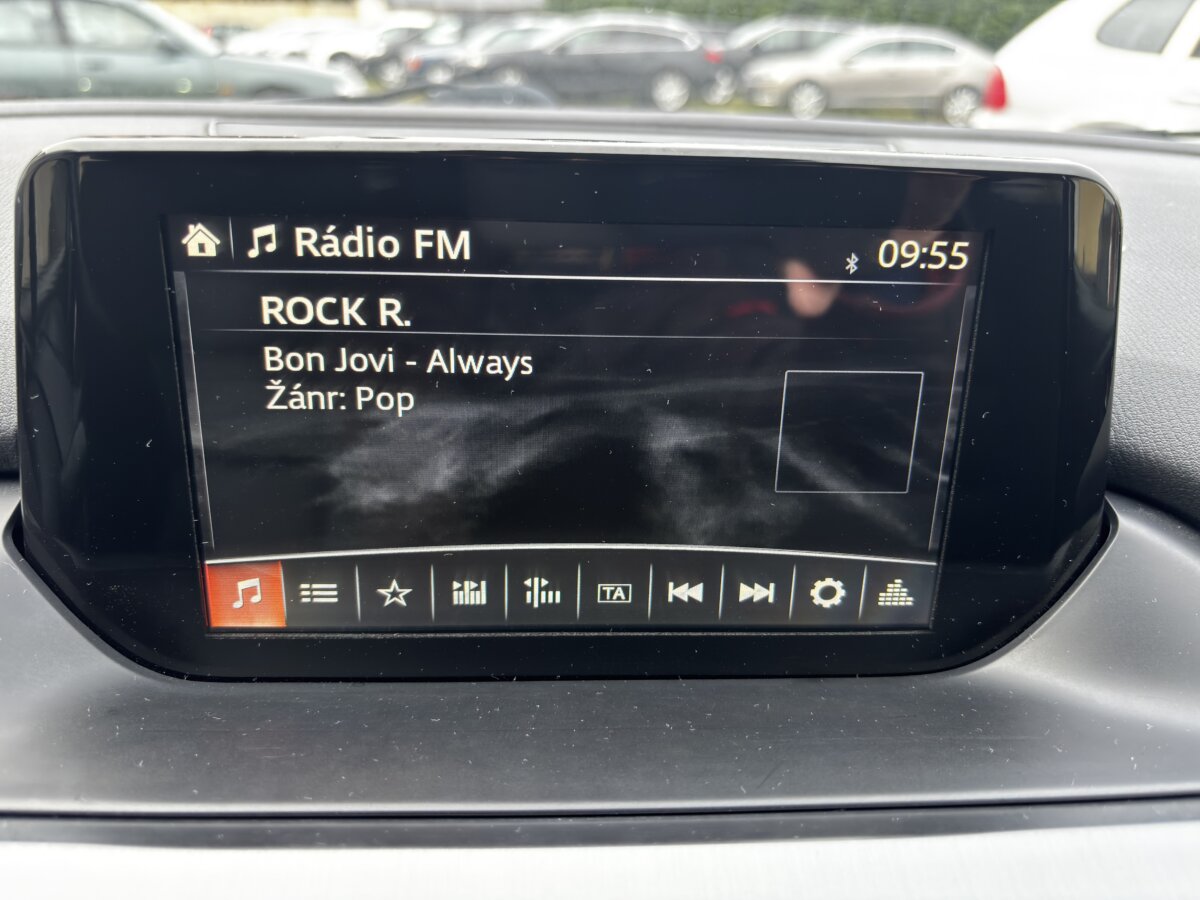 Rádio FM
09:55
ROCK R.
Bon Jovi - Always
Žánr: Pop
TA